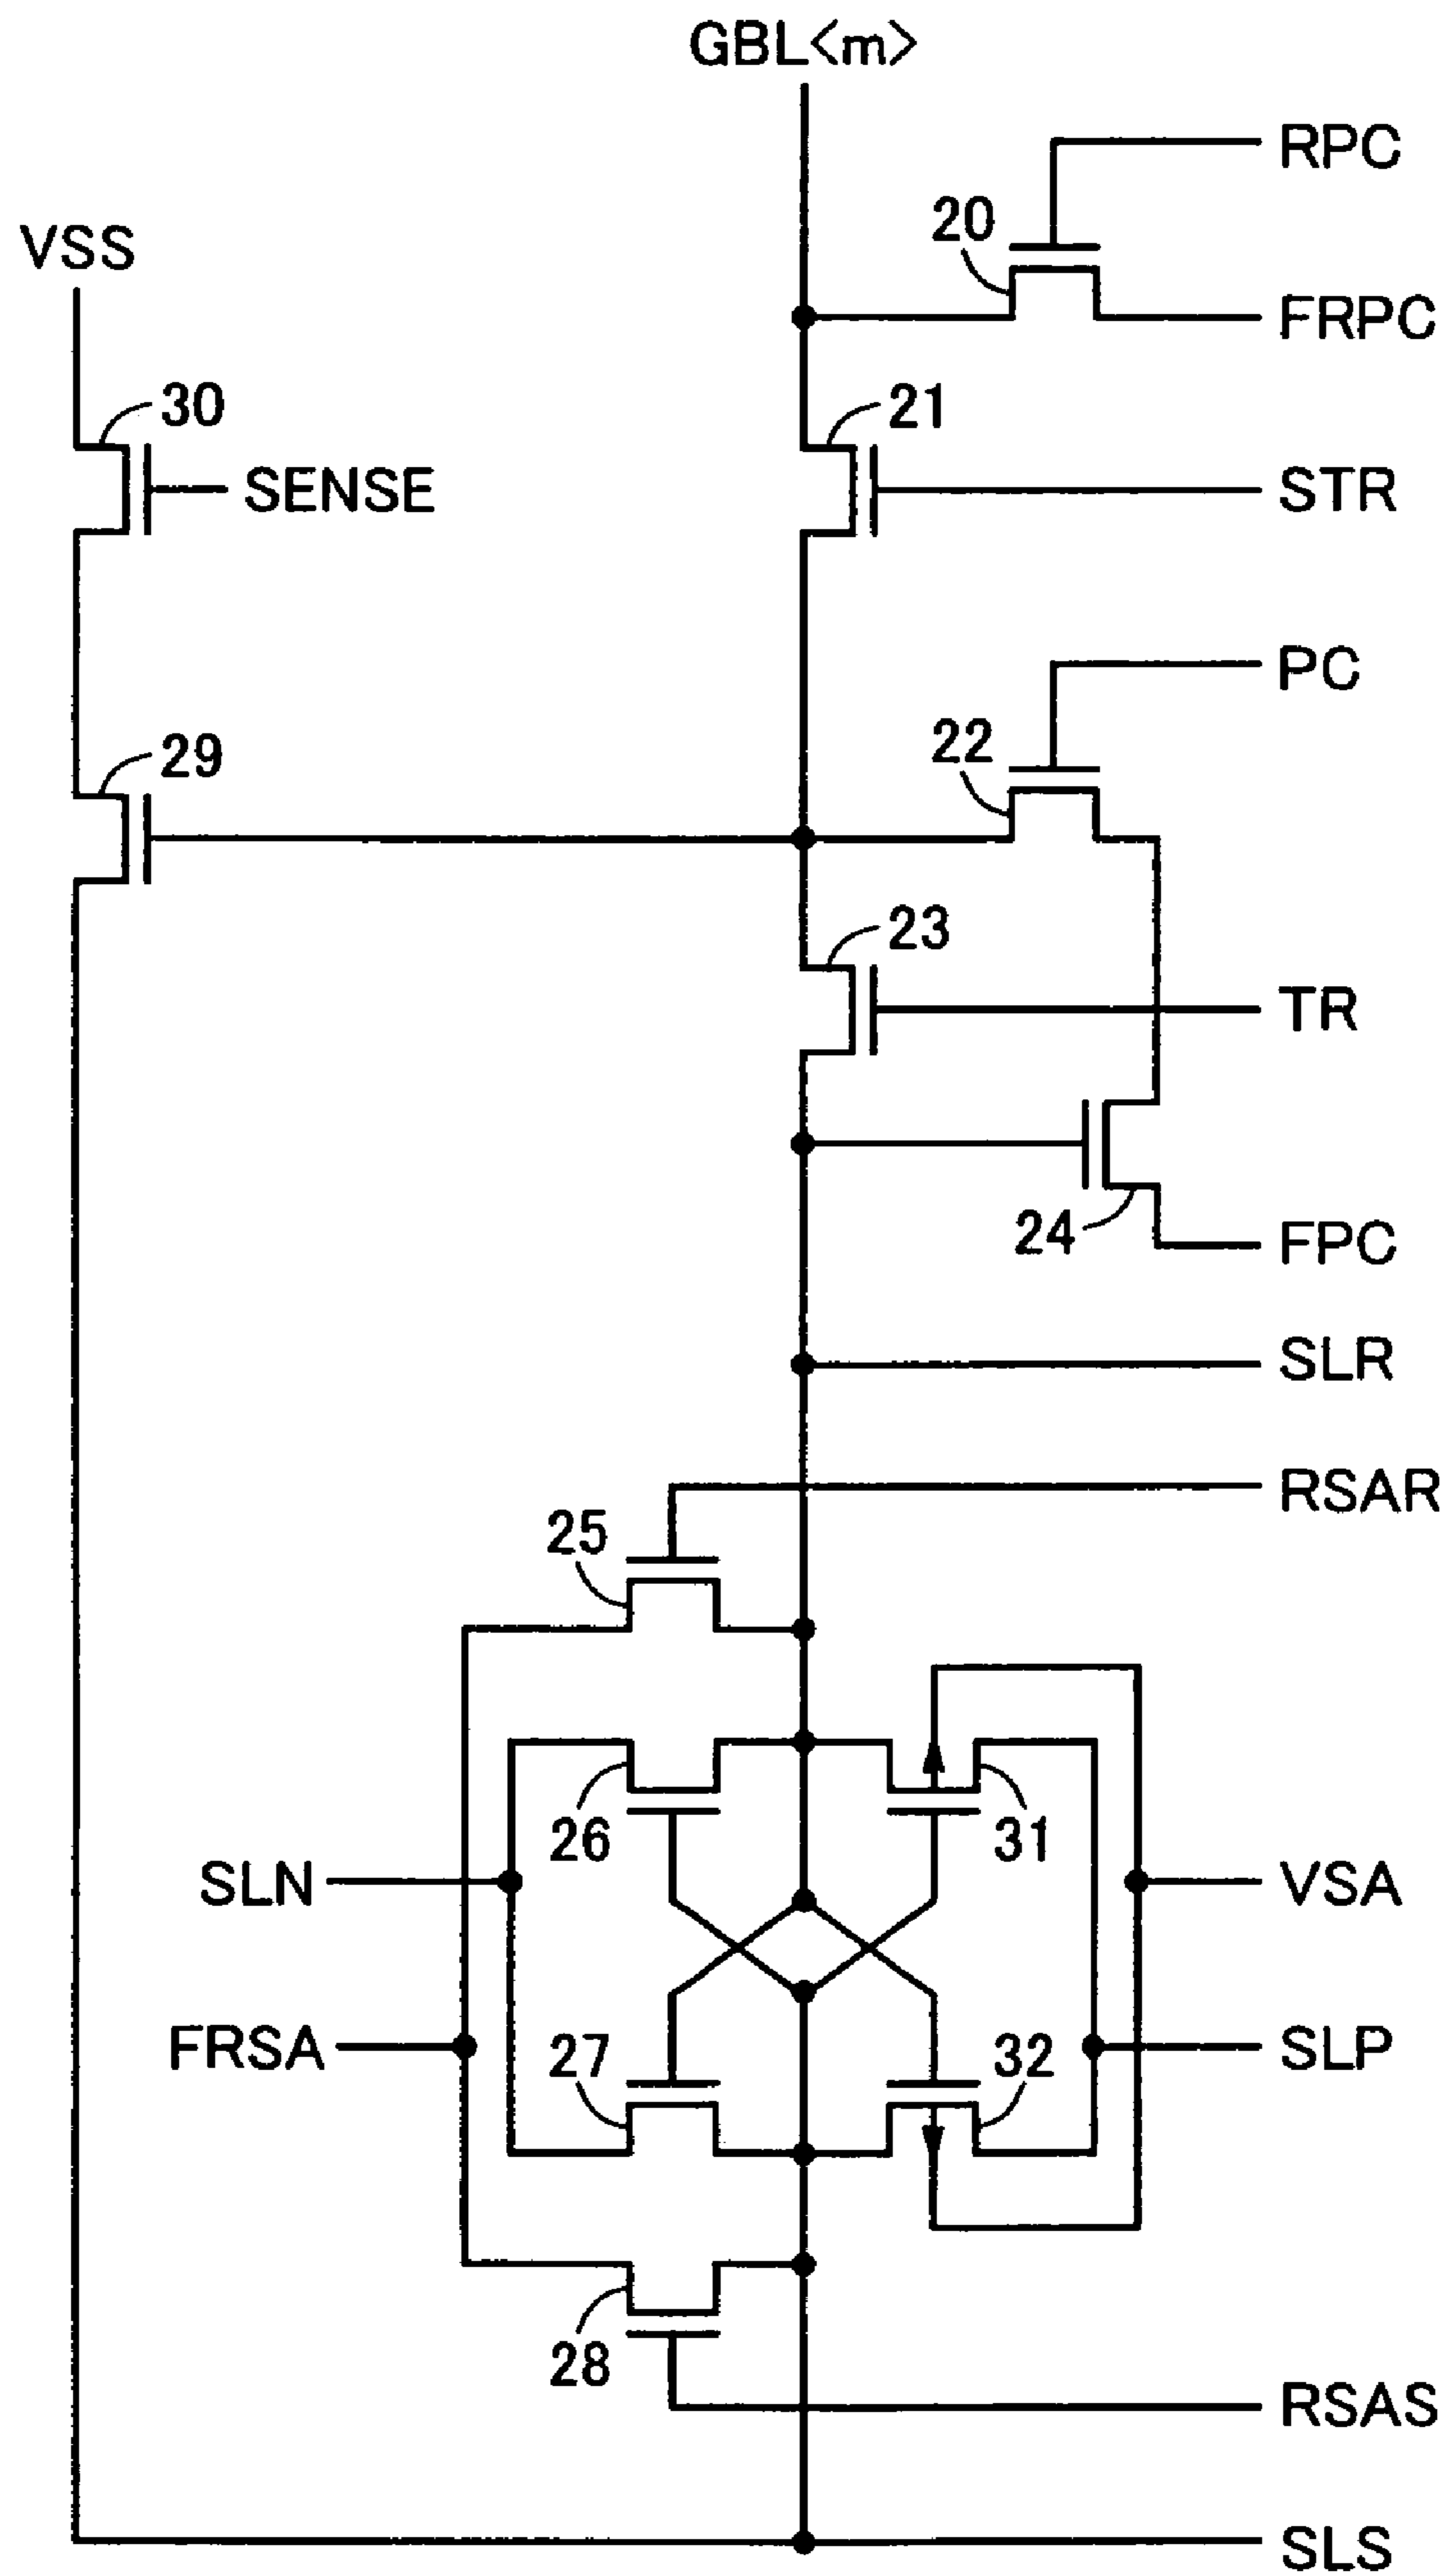 GBL<m>
RPC
20
VSS
FRPC
30
21
SENSE
STR
PC
22
29
23
TR
24
FPC
SLR
RSAR
25
26
31
SLN
VSA
FRSA
27
32
SLP
28
RSAS
SLS